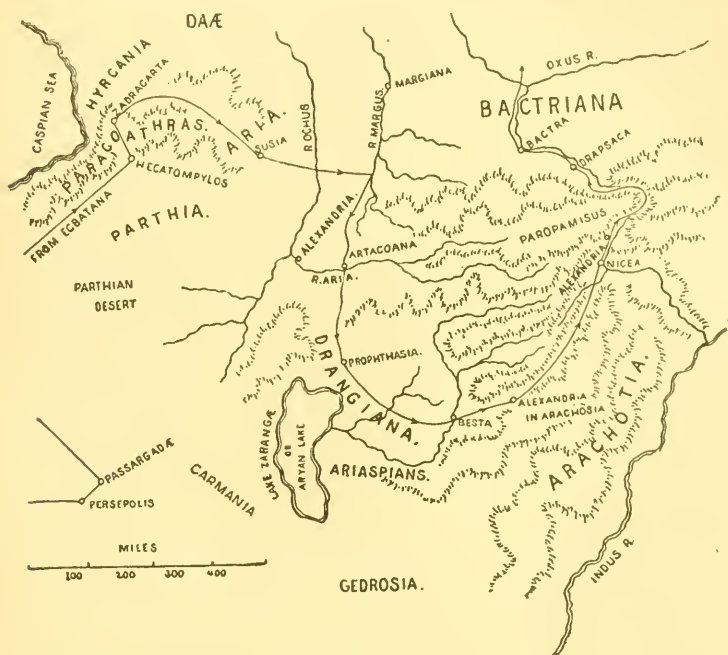 DAÆ
CASPIAN SEA
HYRCANIA
ZADRACARTA
PARACOATHRAS.
ARIA.
SUSIA
HECATOMPYLOS
FROM EGBATANA
PARTHIA.
PARTHIAN
DESERT
R. OCHUS
R. MARGUS.
MARGIANA
OXUS R.
BACTRIANA
BACTRA
DRAPSACA
PAROPAMISUS
ALEXANDRIA.
ARTACOANA
R. ARIA.
ALEXANDRIA
NICEA
PROPHTHASIA.
DRANGIANA.
LAKE ZARANGÆ
OR
ARYAN LAKE
BESTA
ALEXANDRIA
IN ARACHOSIA
ARACHOTIA.
ARIASPIANS.
INDUS R.
PASSARGADÆ
PERSEPOLIS
CARMANIA
GEDROSIA.
MILES
100 200 300 400